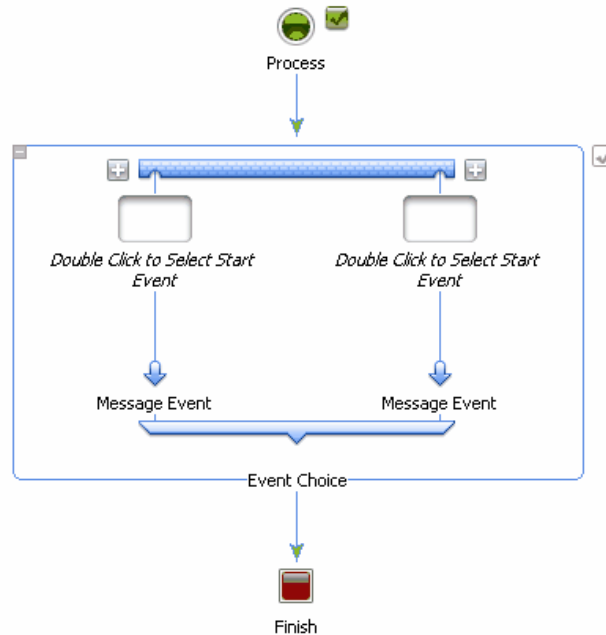 Process
Double Click to Select Start
Event
Double Click to Select Start
Event
Message Event
Message Event
Event Choice
Finish